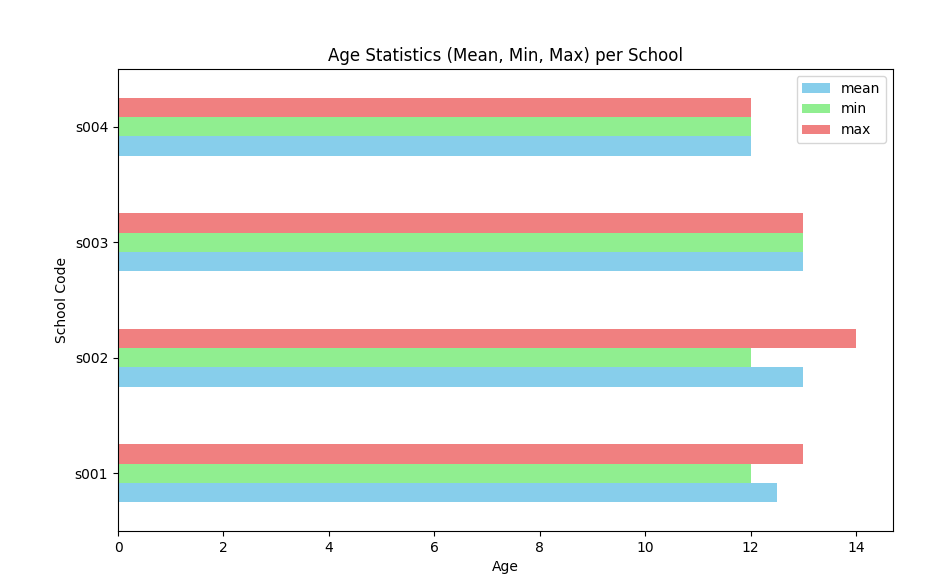 Age Statistics (Mean, Min, Max) per School
mean
min
max
s004
s003
s002
s001
School Code
0 2 4 6 8 10 12 14
Age